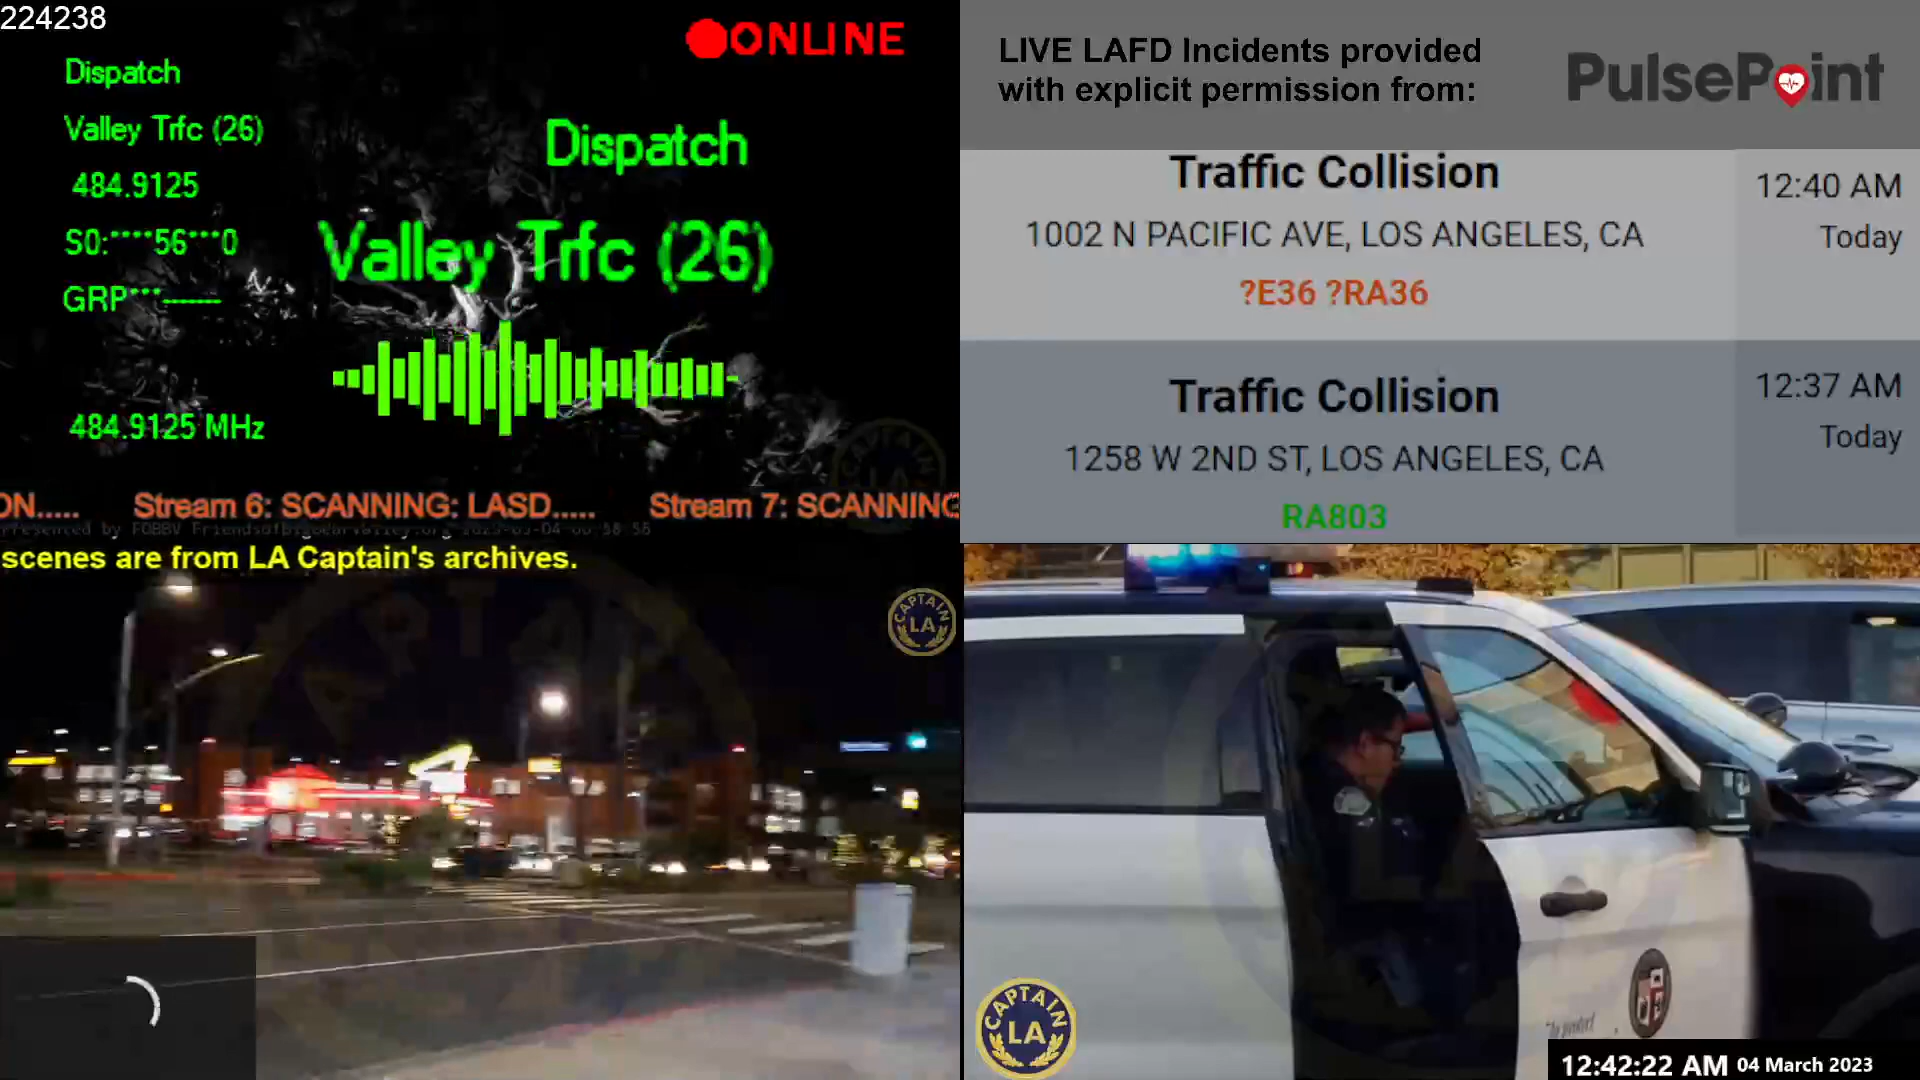 224238
ONLINE
Dispatch
Valley Trfc (26)
484.9125
S0:****56***0
GRP***-------
484.9125 MHz
Dispatch
Valley Trfc (26)
ON..... Stream 6: SCANNING: LASD..... Stream 7: SCANNING
LIVE LAFD Incidents provided
with explicit permission from:
PulsePoint
Traffic Collision
12:40 AM
1002 N PACIFIC AVE, LOS ANGELES, CA
Today
?E36 ?RA36
Traffic Collision
12:37 AM
1258 W 2ND ST, LOS ANGELES, CA
Today
RA803
scenes are from LA Captain's archives.
CAPTAIN
LA
CAPTAIN
LA
12:42:22 AM 04 March 2023